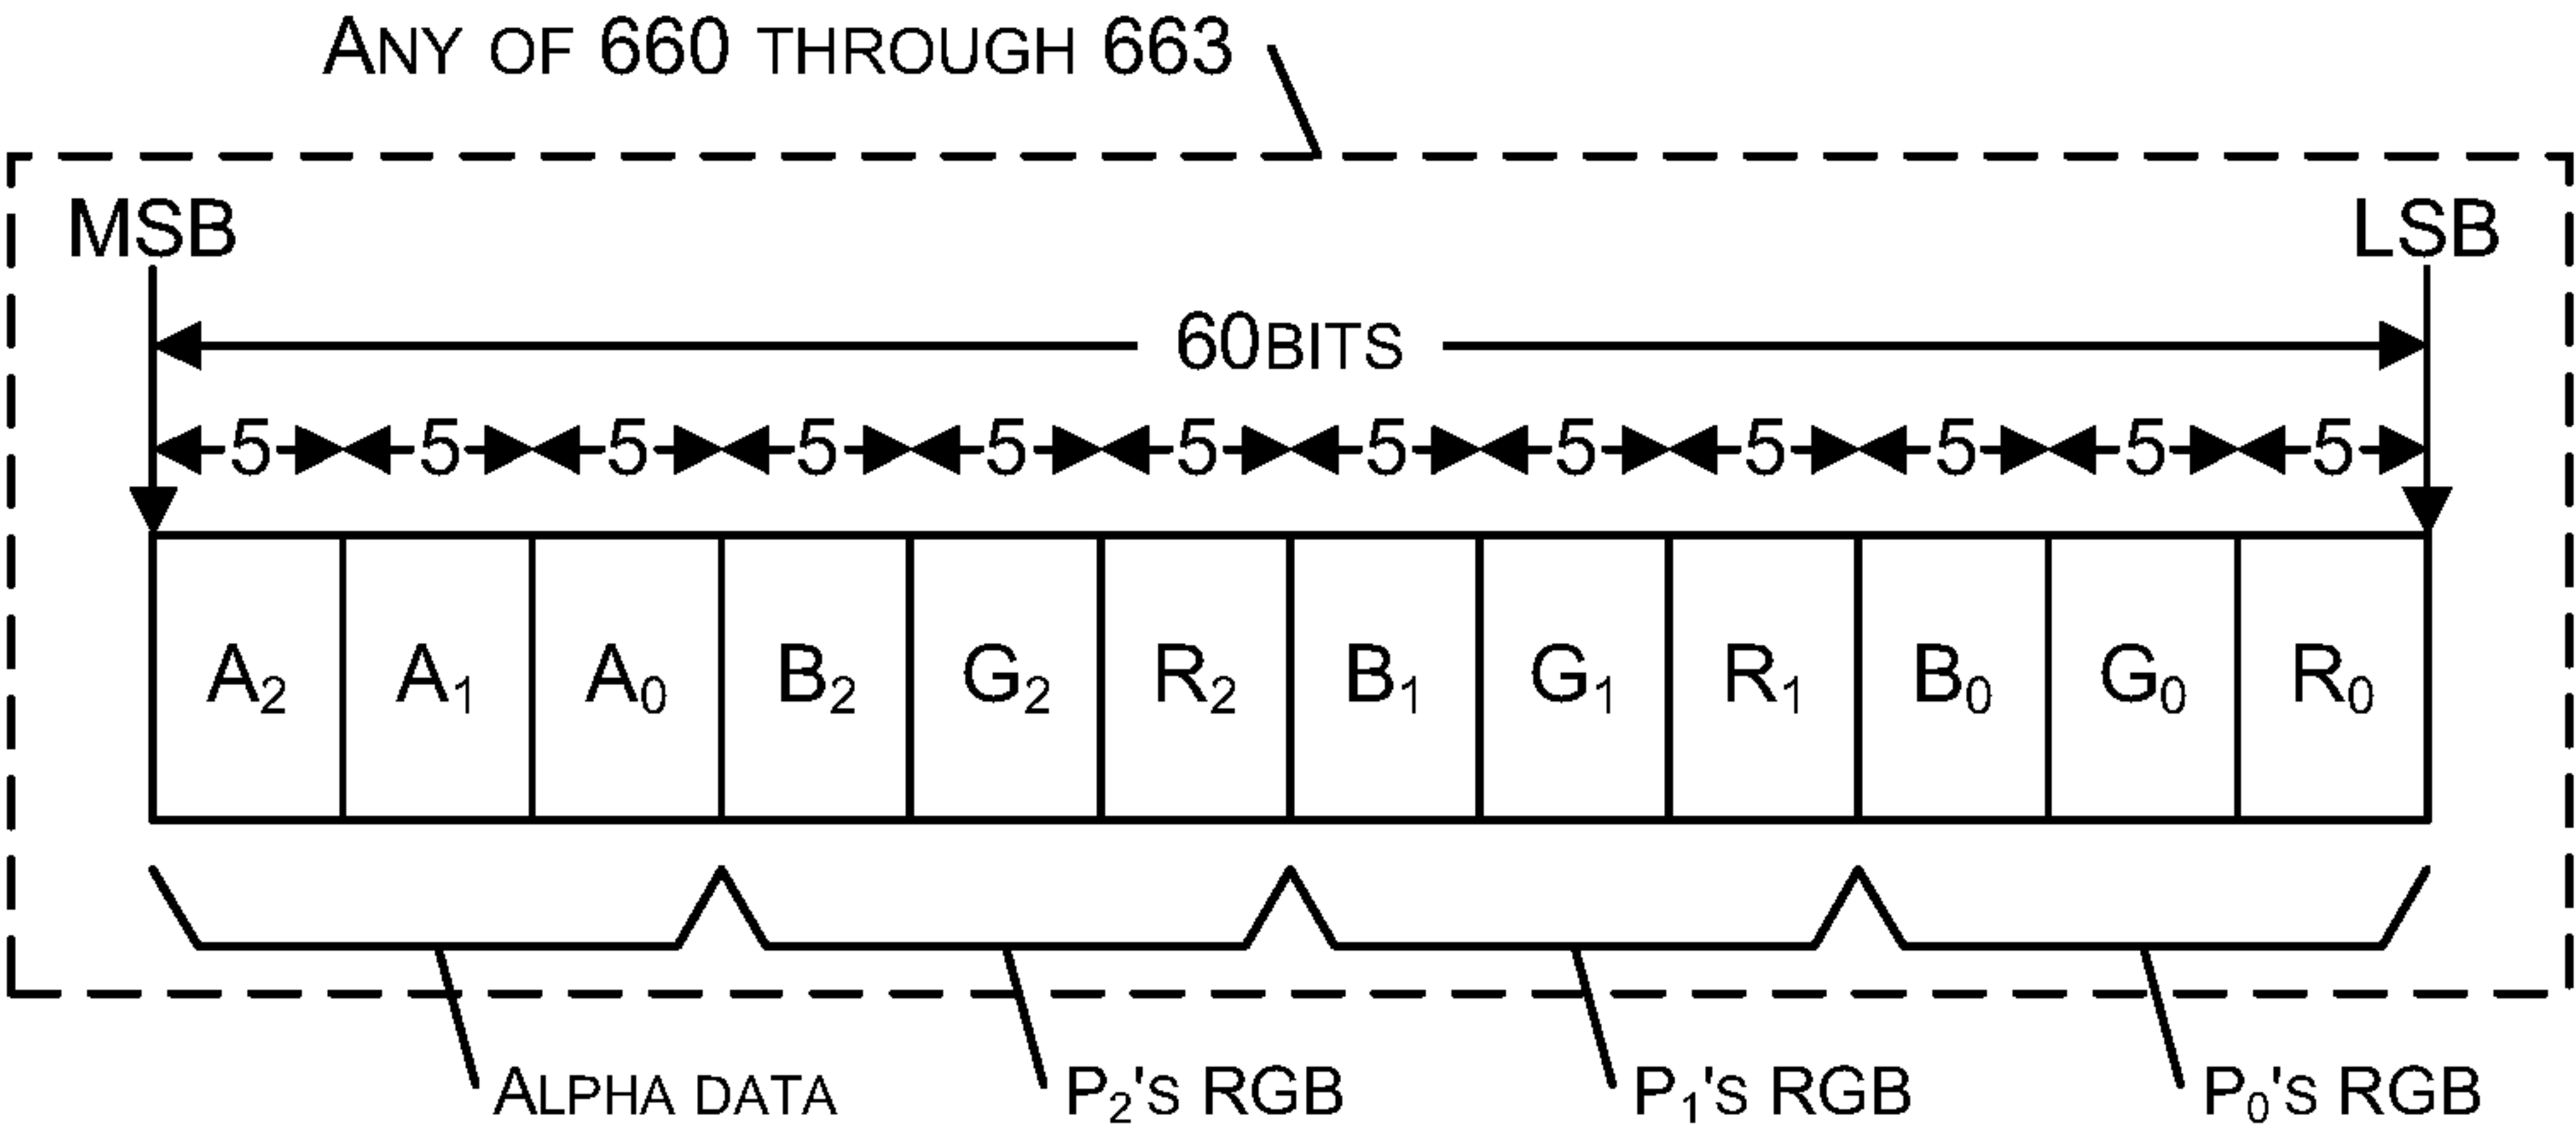 ANY OF 660 THROUGH 663
MSB LSB
60BITS
5 5 5 5 5 5 5 5 5 5 5 5
A2 A1 A0 B2 G2 R2 B1 G1 R1 B0 G0 R0
ALPHA DATA P2'S RGB P1'S RGB P0'S RGB